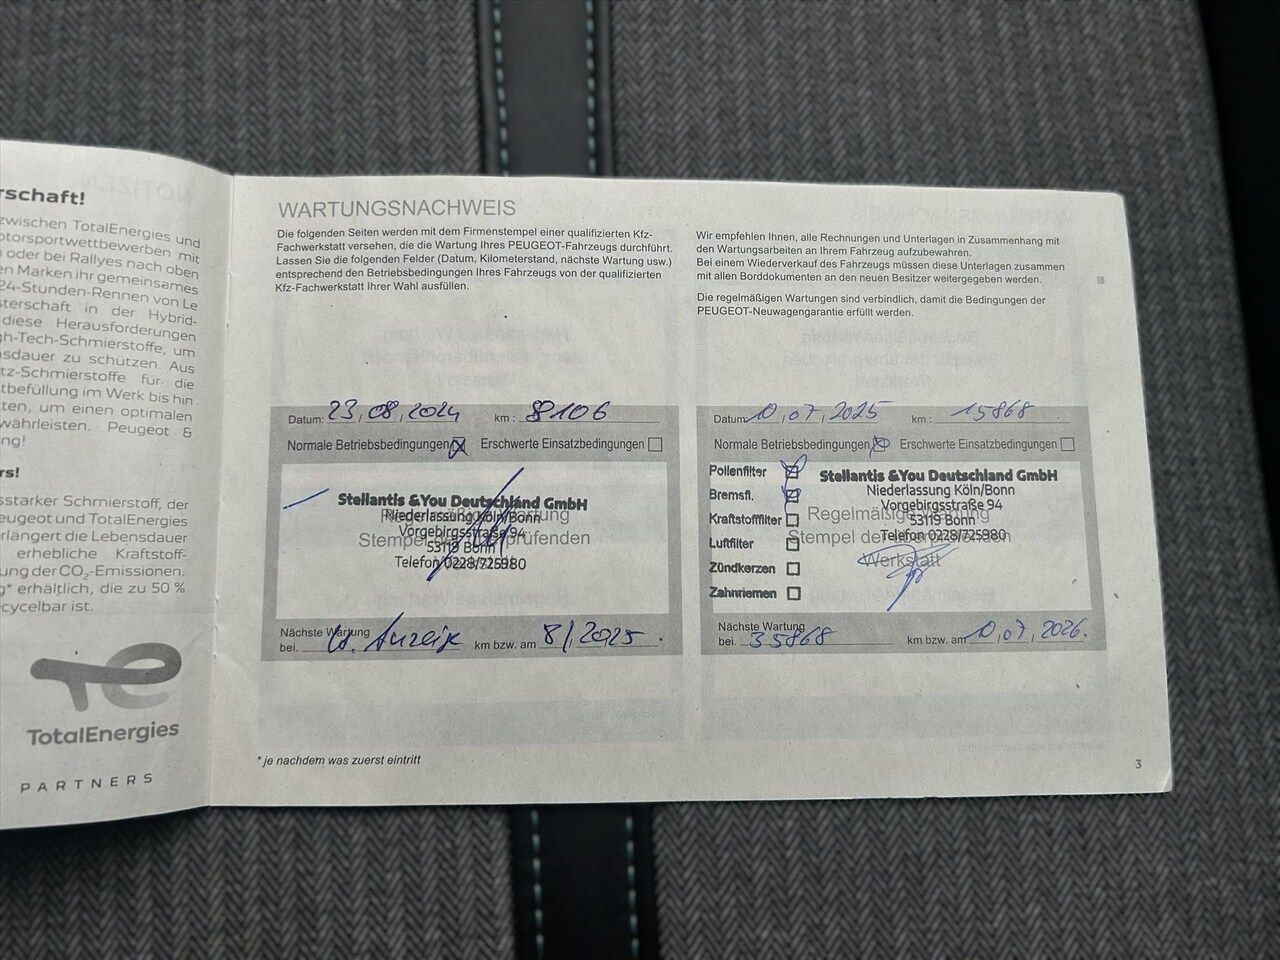 rschaft!
zwischen TotalEnergies und
otorsportwettbewerben mit
oder bei Rallyes nach oben
en Marken ihr gemeinsames
24-Stunden-Rennen von Le
sterschaft in der Hybrid-
diese Herausforderungen
gh-Tech-Schmierstoffe, um
sdauer zu schützen. Aus
tz-Schmierstoffe für die
tbefüllung im Werk bis hin
ten, um einen optimalen
währleisten. Peugeot &
ng!
rs!
sstarker Schmierstoff, der
eugeot und TotalEnergies
erlängert die Lebensdauer
erhebliche Kraftstoff-
ung der CO₂-Emissionen.
g* erhältlich, die zu 50 %
cycelbar ist.
TotalEnergies
PARTNERS
WARTUNGSNACHWEIS
Die folgenden Seiten werden mit dem Firmenstempel einer qualifizierten Kfz-
Fachwerkstatt versehen, die die Wartung Ihres PEUGEOT-Fahrzeugs durchführt.
Lassen Sie die folgenden Felder (Datum, Kilometerstand, nächste Wartung usw.)
entsprechend den Betriebsbedingungen Ihres Fahrzeugs von der qualifizierten
Kfz-Fachwerkstatt Ihrer Wahl ausfüllen.
Datum: 23,08,2024 km : 8106
Normale Betriebsbedingungen Erschwerte Einsatzbedingungen
Stellantis &You Deutschland GmbH
Niederlassung Köln/Bonn
Vorgebirgsstraße 94
53119 Bonn
Telefon 0228/725980
Nächste Wartung
bei. Lt. Anzeige km bzw. am 8/2025.
*je nachdem was zuerst eintritt
Wir empfehlen Ihnen, alle Rechnungen und Unterlagen in Zusammenhang mit
den Wartungsarbeiten an Ihrem Fahrzeug aufzubewahren.
Bei einem Wiederverkauf des Fahrzeugs müssen diese Unterlagen zusammen
mit allen Borddokumenten an den neuen Besitzer weitergegeben werden.
Die regelmäßigen Wartungen sind verbindlich, damit die Bedingungen der
PEUGEOT-Neuwagengarantie erfüllt werden.
Datum: 10,07,2025 km : 15868
Normale Betriebsbedingungen Erschwerte Einsatzbedingungen
Pollenfilter
Bremsfl.
Kraftstofffilter
Luftfilter
Zündkerzen
Zahnriemen
Stellantis &You Deutschland GmbH
Niederlassung Köln/Bonn
Vorgebirgsstraße 94
53119 Bonn
Telefon 0228/725980
Regelmäßige Wartung
Stempel der
Werkstatt
Nächste Wartung
bei. 35868 km bzw. am 10,07,2026.
3